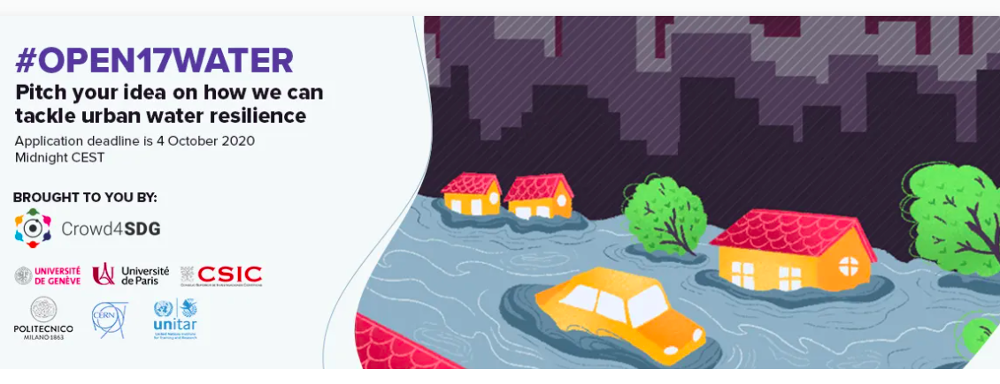 #OPEN17WATER
Pitch your idea on how we can
tackle urban water resilience
Application deadline is 4 October 2020
Midnight CEST
BROUGHT TO YOU BY:
Crowd4SDG
UNIVERSITÉ
DE GENÈVE
Université
de Paris
CSIC
POLITECNICO
MILANO 1863
CERN
unitar
United Nations Institute
for Training and Research